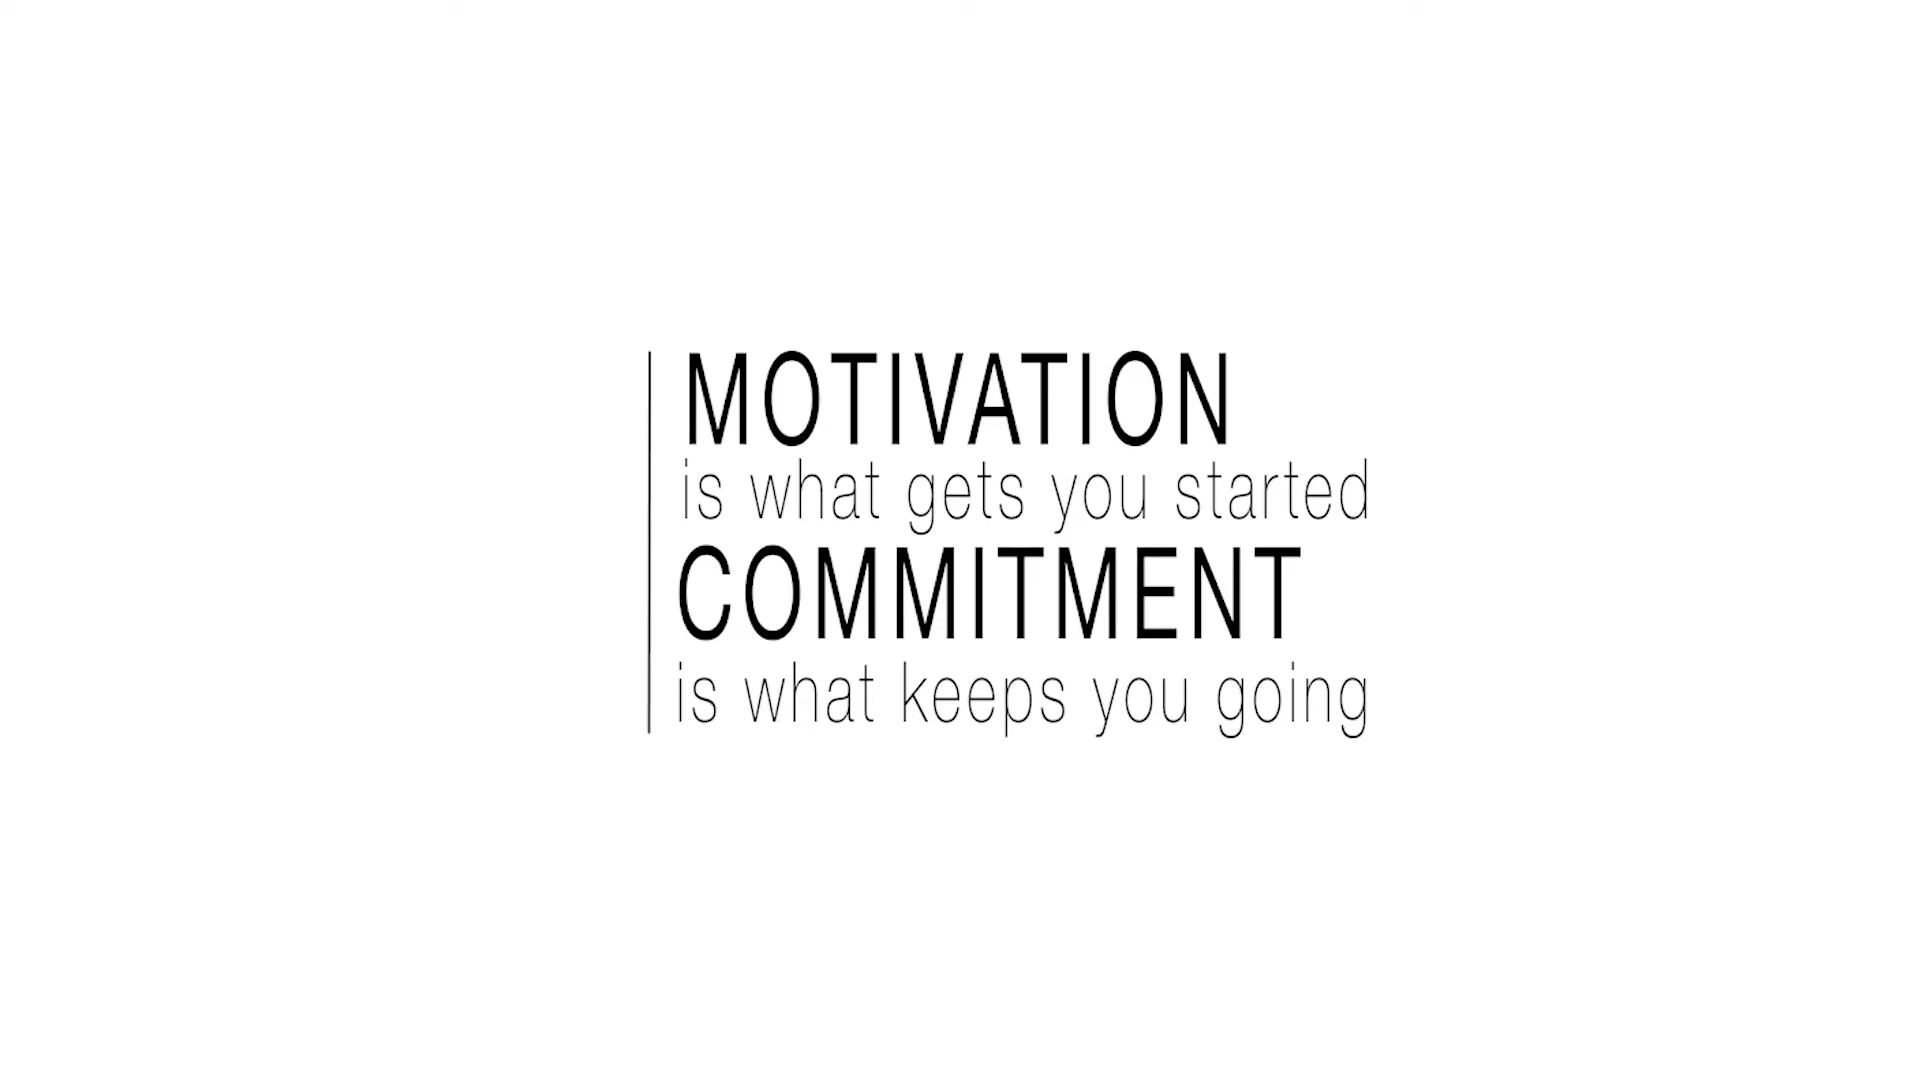 MOTIVATION
is what gets you started
COMMITMENT
is what keeps you going